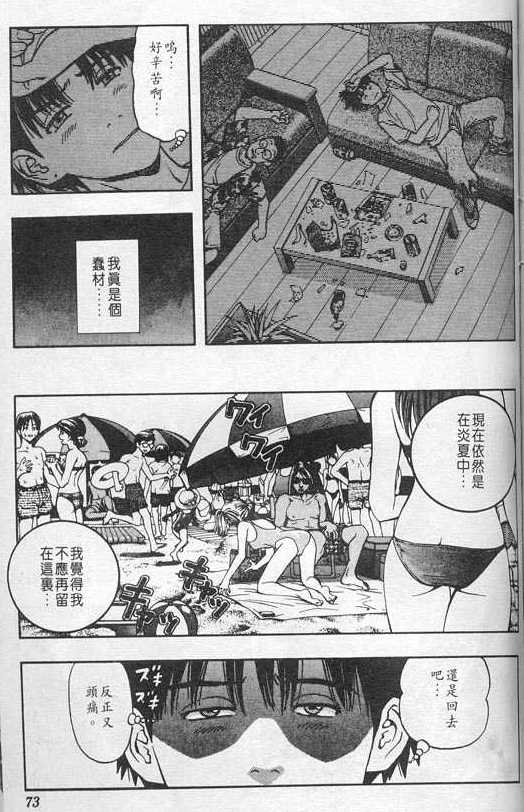 嗚⋯
好辛苦啊⋯
我真是個
蠢材⋯⋯
現在依然是
在炎夏中⋯
ワイ
ワイ
キャー
キャー
我覺得我
不應再留
在這裏⋯
還是回去
吧⋯
ズキ
ズキ
反正又
頭痛。
73